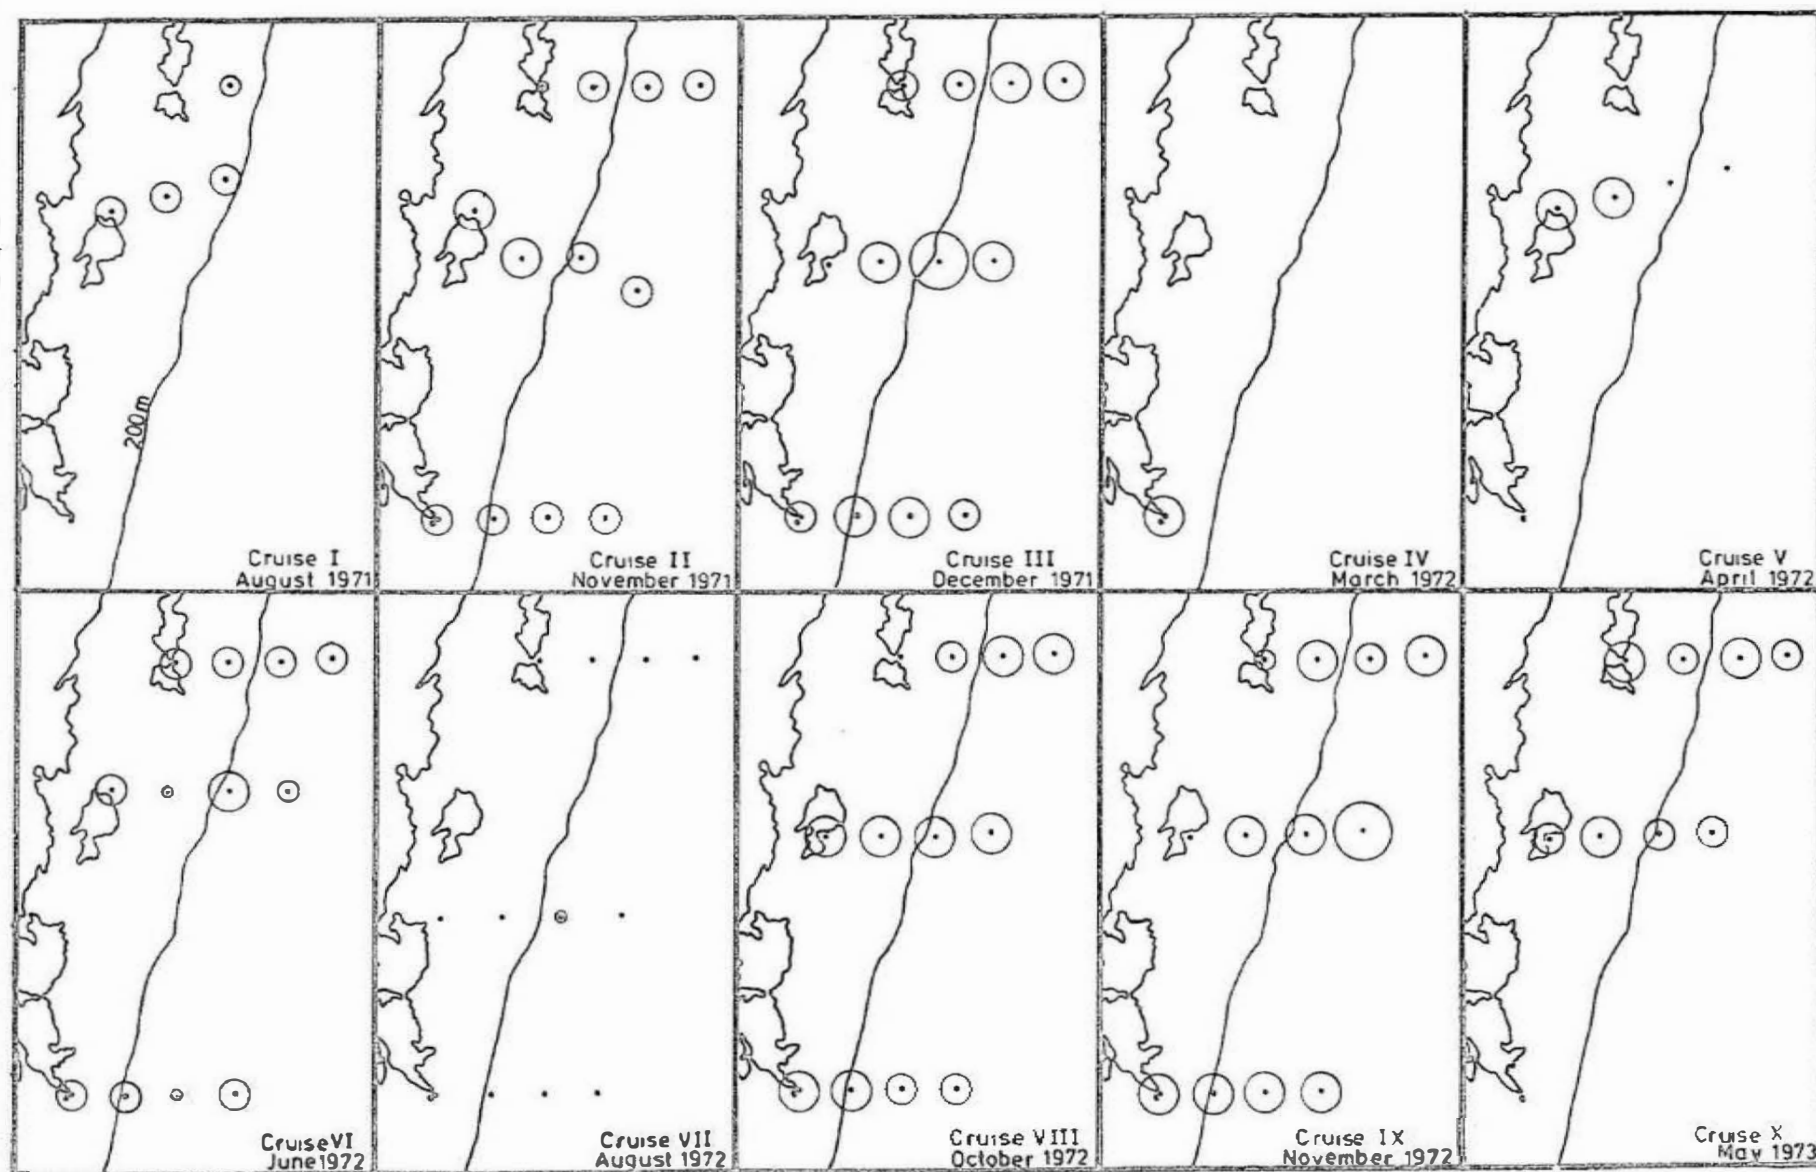 200m
Cruise I
August 1971
Cruise II
November 1971
Cruise III
December 1971
Cruise IV
March 1972
Cruise V
April 1972
Cruise VI
June 1972
Cruise VII
August 1972
Cruise VIII
October 1972
Cruise IX
November 1972
Cruise X
May 1973